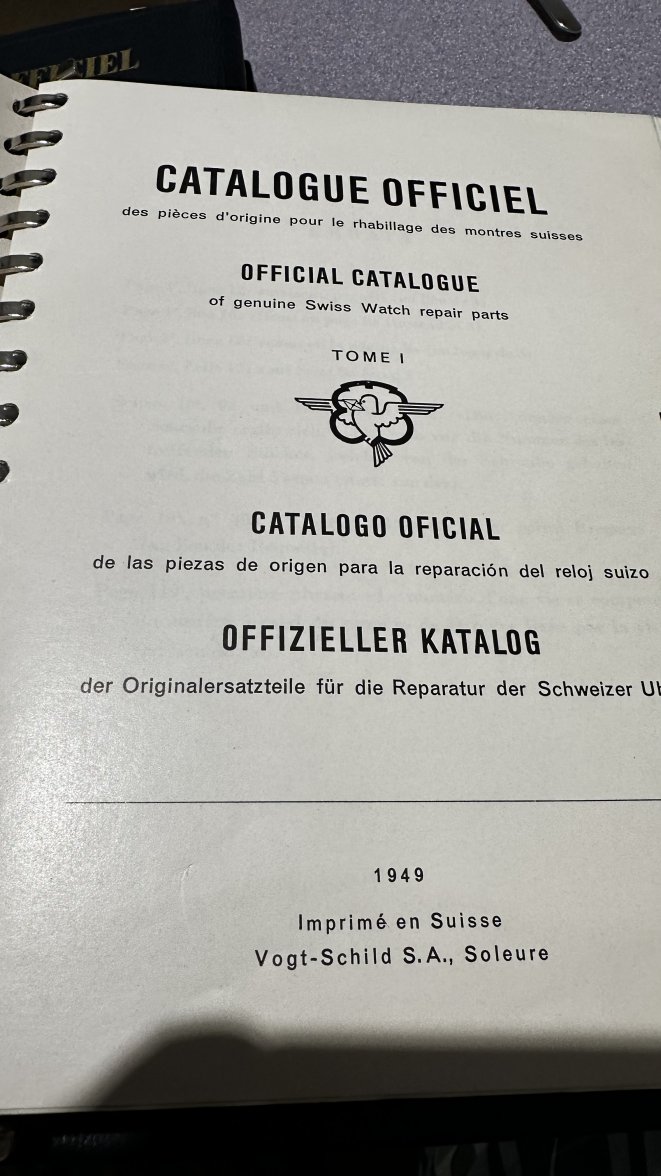 OFFICIEL
CATALOGUE OFFICIEL
des pièces d'origine pour le rhabillage des montres suisses
OFFICIAL CATALOGUE
of genuine Swiss Watch repair parts
TOME I
CATALOGO OFICIAL
de las piezas de origen para la reparación del reloj suizo
OFFIZIELLER KATALOG
der Originalersatzteile für die Reparatur der Schweizer
1949
Imprimé en Suisse
Vogt-Schild S.A., Soleure